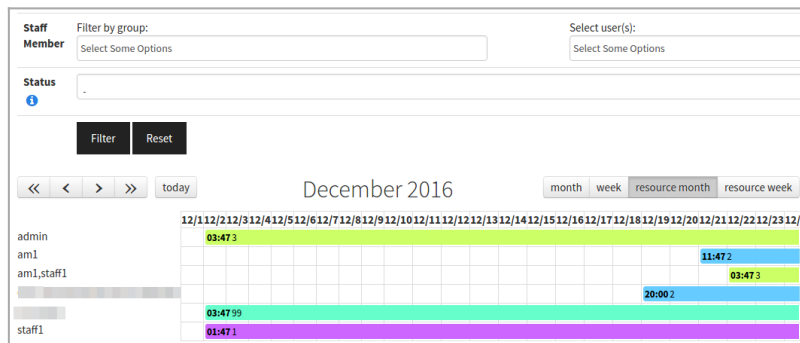 Staff Member
Filter by group:
Select user(s):
Select Some Options
Select Some Options
Status
-
Filter
Reset
today
December 2016
month
week
resource month
resource week
12/1 12/2 12/3 12/4 12/5 12/6 12/7 12/8 12/9 12/10 12/11 12/12 12/13 12/14 12/15 12/16 12/17 12/18 12/19 12/20 12/21 12/22 12/23 12/
admin
03:47 3
am1
11:47 2
am1,staff1
03:47 3
20:00 2
03:47 99
staff1
01:47 1